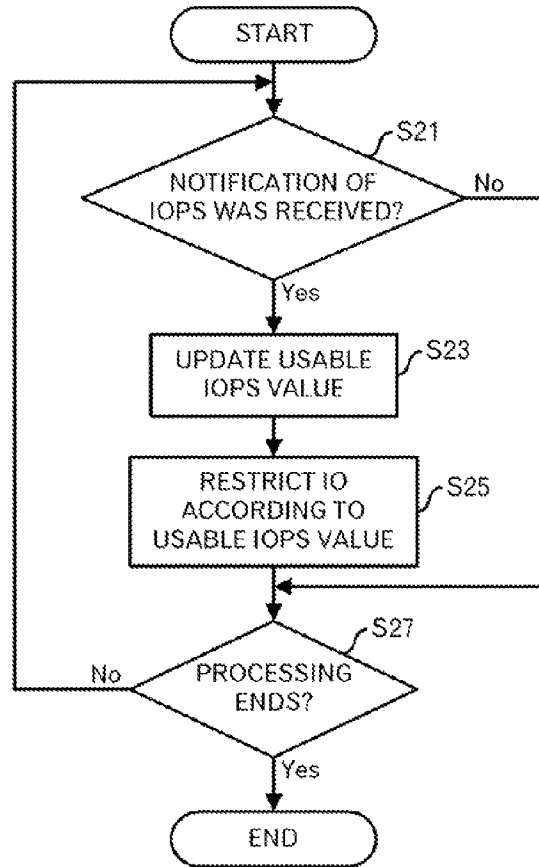 START
S21
NOTIFICATION OF
IOPS WAS RECEIVED?
No
Yes
UPDATE USABLE
IOPS VALUE
S23
RESTRICT IO
ACCORDING TO
USABLE IOPS VALUE
S25
S27
No
PROCESSING
ENDS?
Yes
END